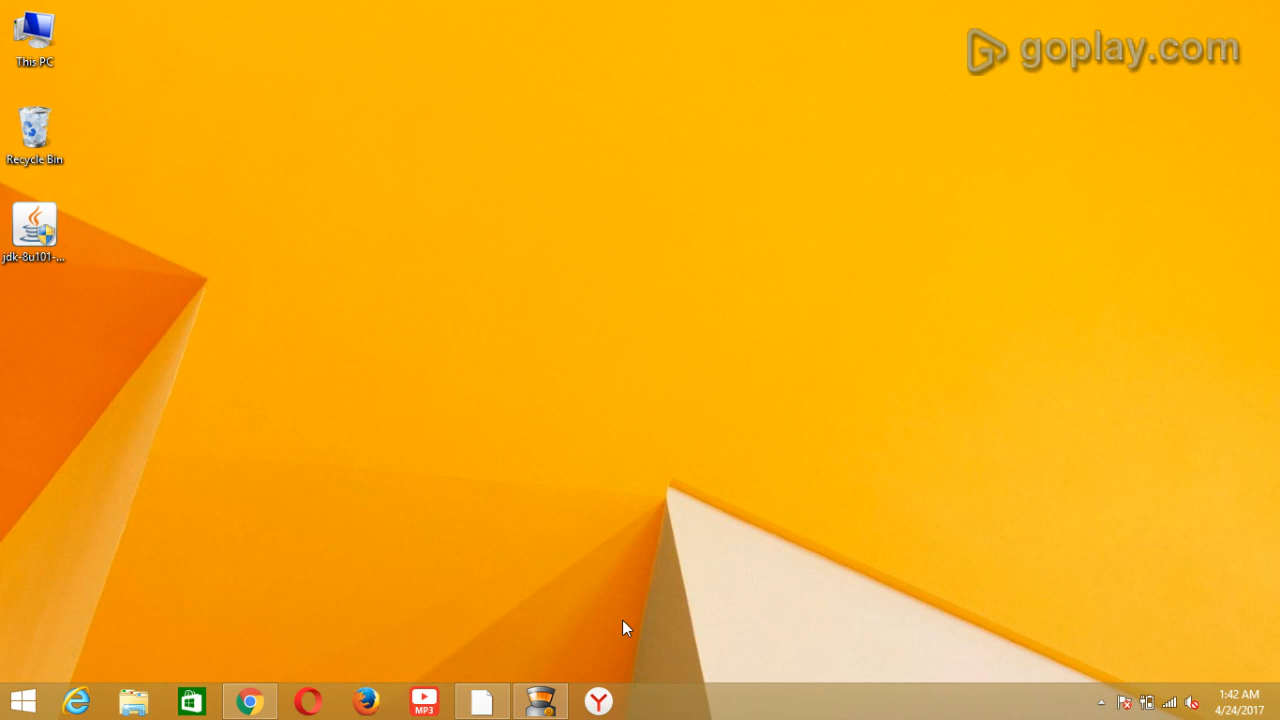 This PC
goplay.com
Recycle Bin
jdk-8u101-...
MP3
1:42 AM
4/24/2017